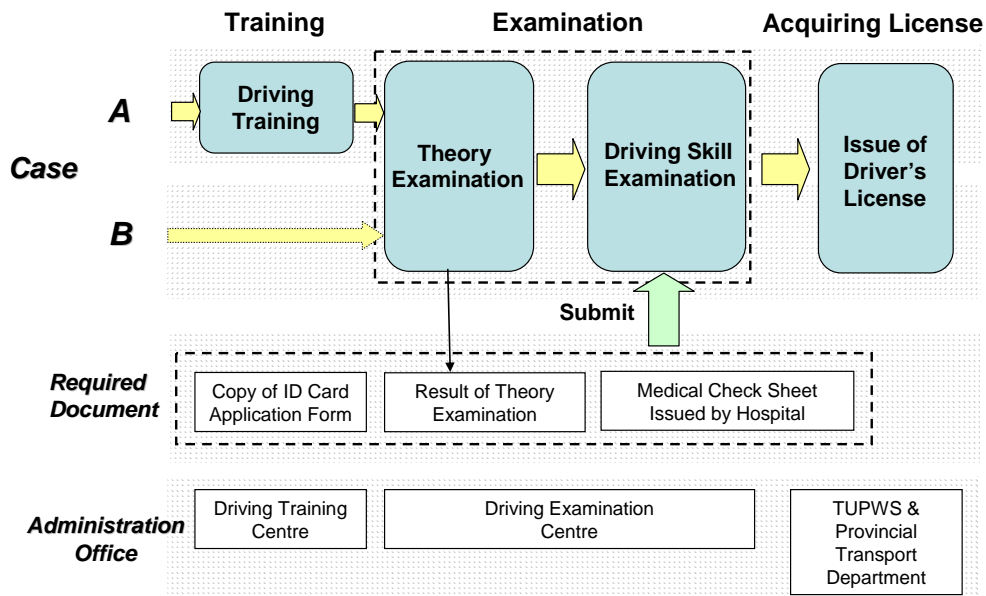 Training
Examination
Acquiring License
Case
A
Driving
Training
Theory
Examination
Driving Skill
Examination
Issue of
Driver's
License
B
Submit
Required
Document
Copy of ID Card
Application Form
Result of Theory
Examination
Medical Check Sheet
Issued by Hospital
Administration
Office
Driving Training
Centre
Driving Examination
Centre
TUPWS &
Provincial
Transport
Department